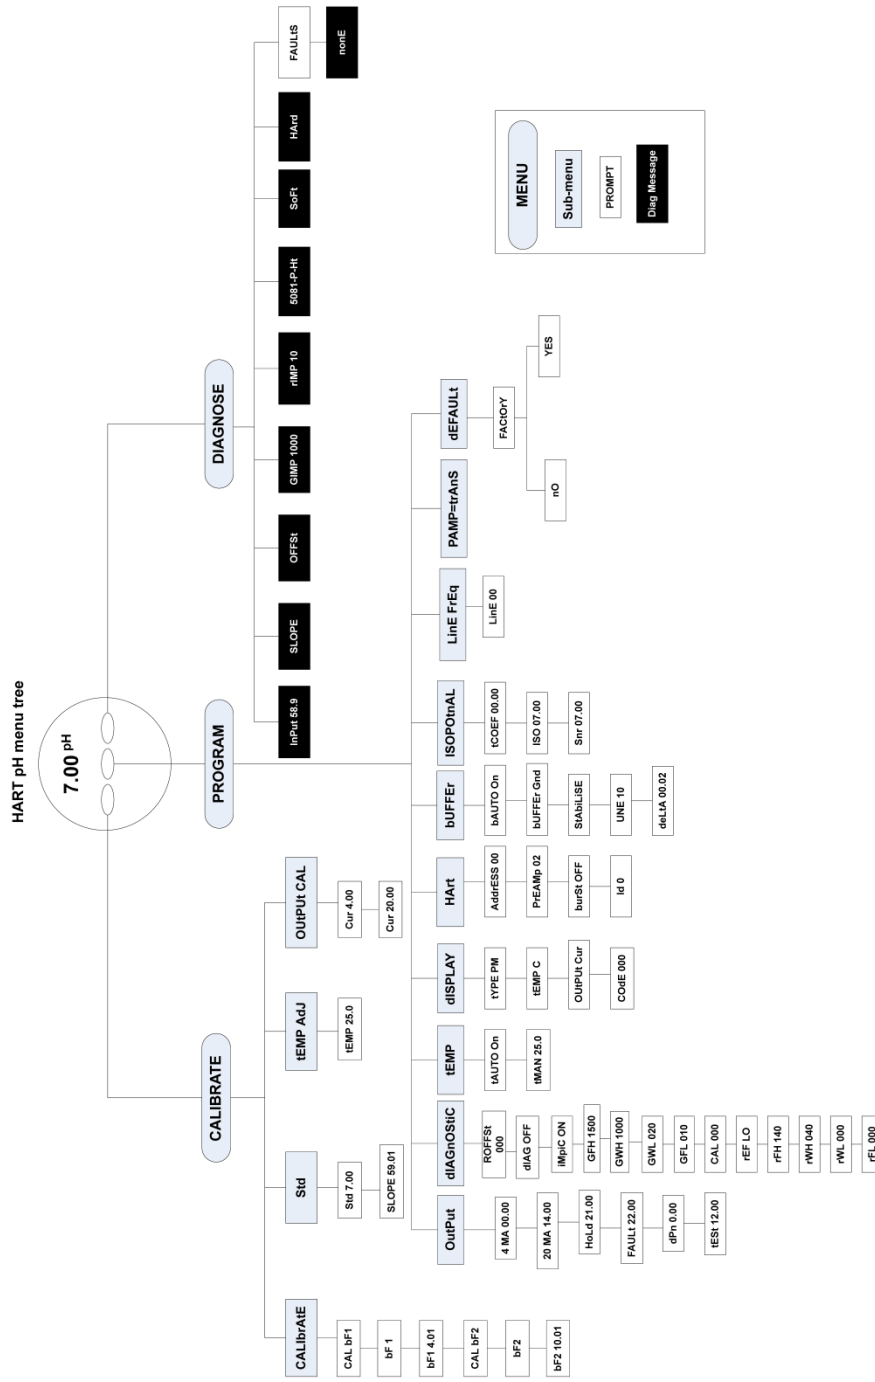 HART pH menu tree
7.00 pH
CALIBRATE
PROGRAM
DIAGNOSE
CALIbrAtE
CAL bF1
bF 1
bF1 4.01
CAL bF2
bF2
bF2 10.01
Std
Std 7.00
SLOPE 59.01
tEMP AdJ
tEMP 25.0
OUtPUt CAL
Cur 4.00
Cur 20.00
InPut 58.9
SLOPE
OFFSt
GIMP 1000
rIMP 10
5081-P-Ht
SoFt
HArd
FAULtS
nonE
OutPut
4 MA 00.00
20 MA 14.00
HoLd 21.00
FAULt 22.00
dPn 0.00
tESt 12.00
dIAGnOStiC
ROFFSt
000
dIAG OFF
iMpiC ON
GFH 1500
GWH 1000
GWL 020
GFL 010
CAL 000
rEF LO
rFH 140
rWH 040
rWL 000
rFL 000
tEMP
tAUTO On
tMAN 25.0
dISPLAY
tYPE PM
tEMP C
OUtPUt Cur
COdE 000
HArt
AddrESS 00
PrEAMp 02
burSt OFF
Id 0
bUFFEr
bAUTO On
bUFFEr Gnd
StAbiLiSE
UNE 10
deLtA 00.02
ISOPOtnAL
tCOEF 00.00
ISO 07.00
Snr 07.00
LinE FrEq
LinE 00
PAMP=trAnS
dEFAULt
FACtOrY
nO
YES
MENU
Sub-menu
PROMPT
Diag Message